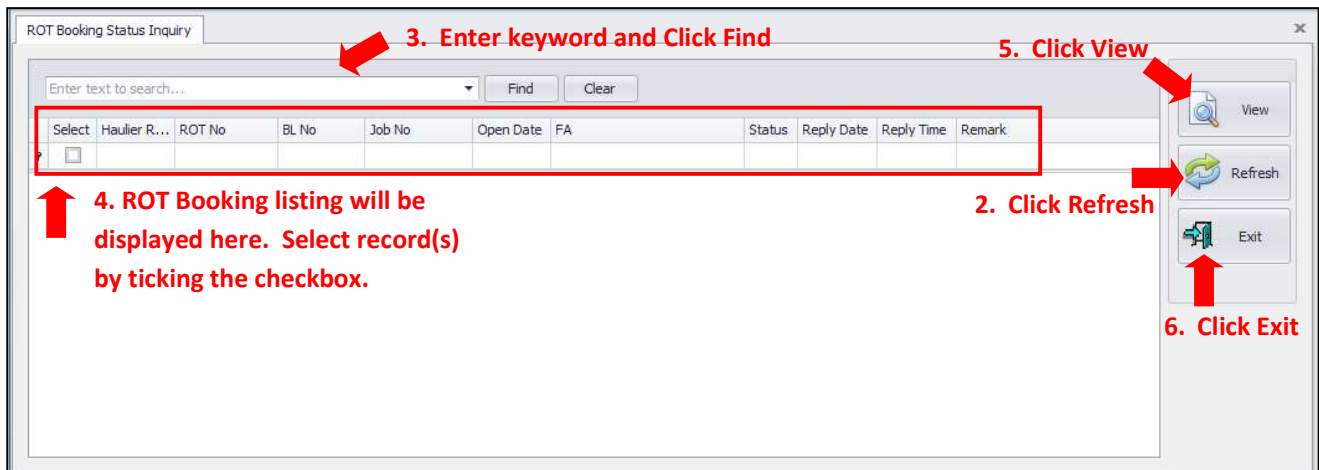 ROT Booking Status Inquiry
3. Enter keyword and Click Find
5. Click View
Enter text to search...
Find
Clear
View
Select Haulier R... ROT No BL No Job No Open Date FA Status Reply Date Reply Time Remark
Refresh
4. ROT Booking listing will be
displayed here. Select record(s)
by ticking the checkbox.
2. Click Refresh
Exit
6. Click Exit